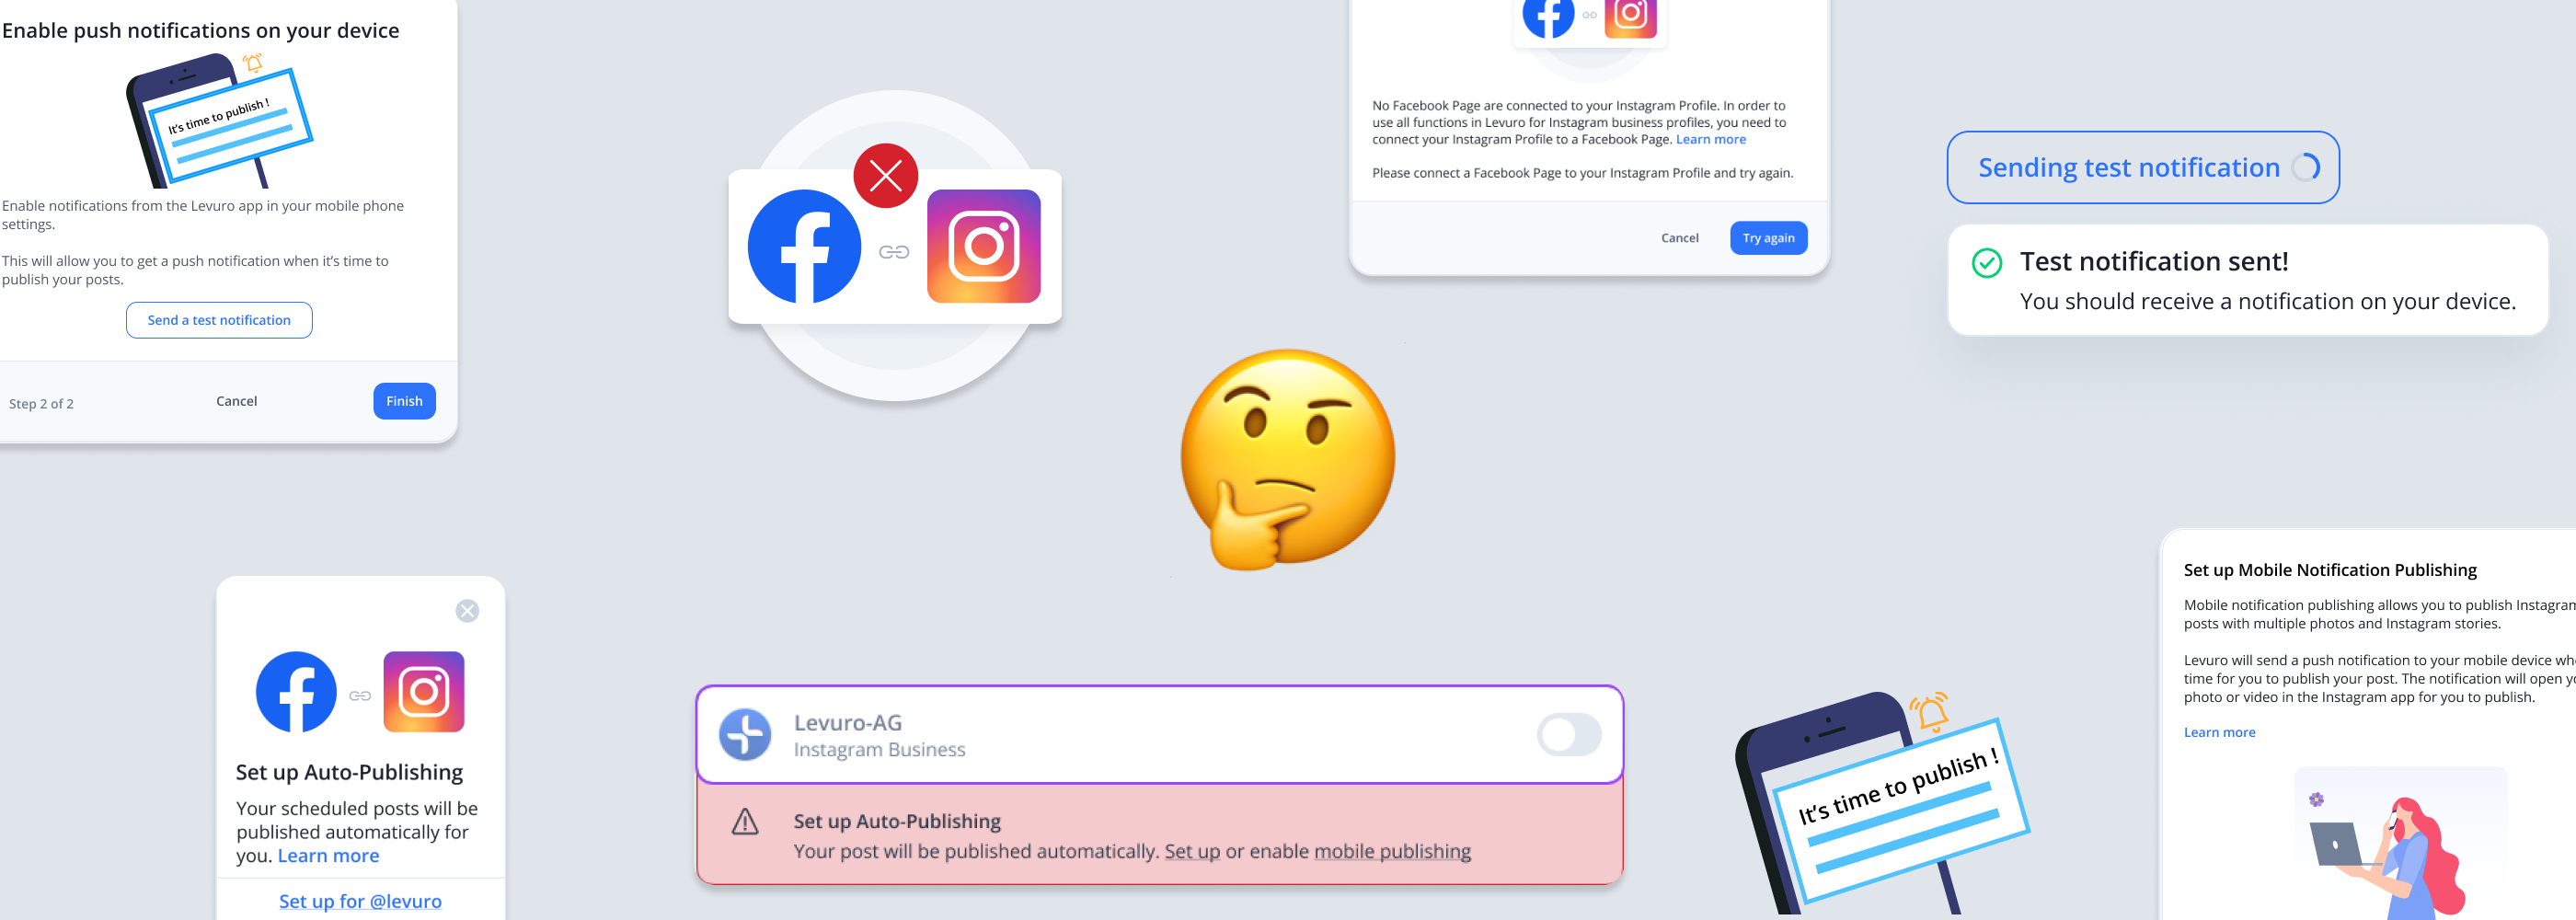 Enable push notifications on your device
It's time to publish !
Enable notifications from the Levuro app in your mobile phone
settings.
This will allow you to get a push notification when it's time to
publish your posts.
Send a test notification
Step 2 of 2
Cancel
Finish
No Facebook Page are connected to your Instagram Profile. In order to
use all functions in Levuro for Instagram business profiles, you need to
connect your Instagram Profile to a Facebook Page. Learn more
Please connect a Facebook Page to your Instagram Profile and try again.
Cancel
Try again
Sending test notification
Test notification sent!
You should receive a notification on your device.
Set up Auto-Publishing
Your scheduled posts will be
published automatically for
you. Learn more
Set up for @levuro
Levuro-AG
Instagram Business
Set up Auto-Publishing
Your post will be published automatically. Set up or enable mobile publishing
It's time to publish !
Set up Mobile Notification Publishing
Mobile notification publishing allows you to publish Instagram
posts with multiple photos and Instagram stories.
Levuro will send a push notification to your mobile device
time for you to publish your post. The notification will open
photo or video in the Instagram app for you to publish.
Learn more